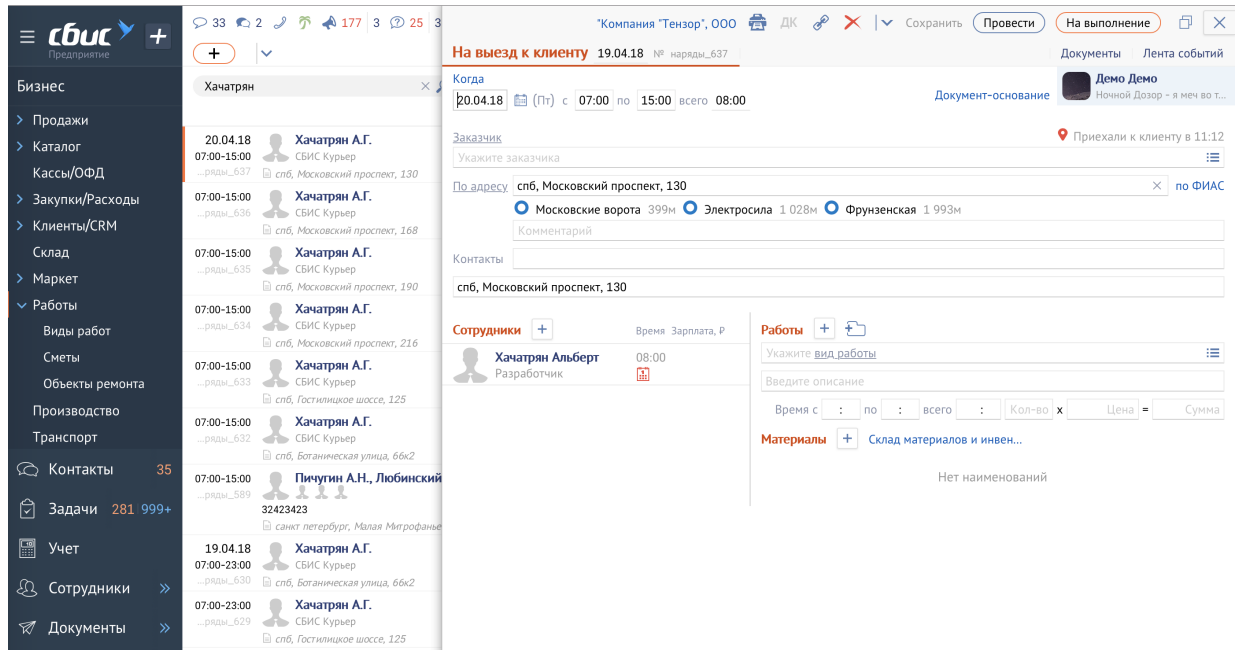 сбис
Предприятие
+
Бизнес
Продажи
Каталог
Кассы/ОФД
Закупки/Расходы
Клиенты/CRM
Склад
Маркет
Работы
Виды работ
Сметы
Объекты ремонта
Производство
Транспорт
Контакты 35
Задачи 281 999+
Учет
Сотрудники »
Документы »
33 2 177 3 25 3
+
Хачатрян ×
20.04.18 Хачатрян А.Г.
07:00-15:00 СБИС Курьер
...ряды_637 спб, Московский проспект, 130
07:00-15:00 Хачатрян А.Г.
...ряды_636 СБИС Курьер
спб, Московский проспект, 168
07:00-15:00 Хачатрян А.Г.
...ряды_635 СБИС Курьер
спб, Московский проспект, 190
07:00-15:00 Хачатрян А.Г.
...ряды_634 СБИС Курьер
спб, Московский проспект, 216
07:00-15:00 Хачатрян А.Г.
...ряды_633 СБИС Курьер
спб, Гостилицкое шоссе, 125
07:00-15:00 Хачатрян А.Г.
...ряды_632 СБИС Курьер
спб, Ботаническая улица, 66к2
07:00-15:00 Пичугин А.Н., Любинский
...ряды_589
32423423
санкт петербург, Малая Митрофанье
19.04.18 Хачатрян А.Г.
07:00-23:00 СБИС Курьер
...ряды_630 спб, Ботаническая улица, 66к2
07:00-23:00 Хачатрян А.Г.
...ряды_629 СБИС Курьер
спб, Гостилицкое шоссе, 125
"Компания "Тензор", ООО ДК Сохранить Провести На выполнение
На выезд к клиенту 19.04.18 № наряды_637 Документы Лента событий
Когда
20.04.18 (Пт) с 07:00 по 15:00 всего 08:00
Документ-основание
Демо Демо
Ночной Дозор - я меч во т...
Заказчик Приехали к клиенту в 11:12
Укажите заказчика
По адресу спб, Московский проспект, 130 × по ФИАС
Московские ворота 399м Электросила 1 028м Фрунзенская 1 993м
Комментарий
Контакты
спб, Московский проспект, 130
Сотрудники + Время Зарплата, ₽
Хачатрян Альберт 08:00
Разработчик
Работы +
Укажите вид работы
Введите описание
Время с : по : всего : Кол-во x Цена = Сумма
Материалы + Склад материалов и инвен...
Нет наименований